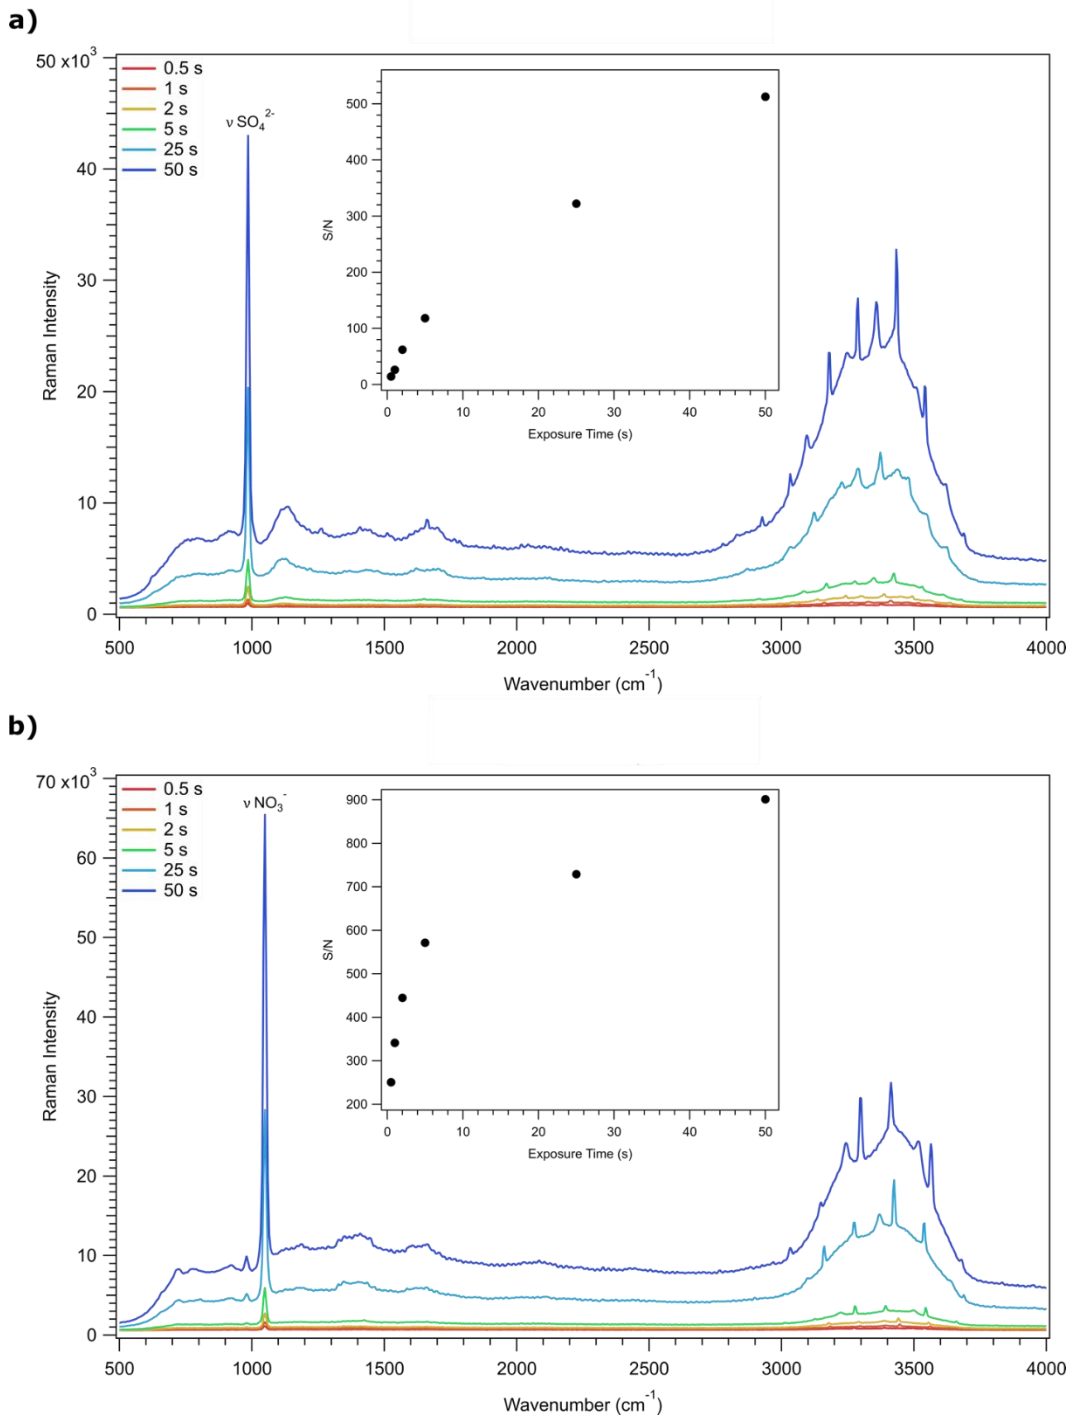 a)
50 x10³
40
30
20
10
0
Raman Intensity
0.5 s
1 s
2 s
5 s
25 s
50 s
ν SO₄²⁻
500
400
300
200
100
0
S/N
0 10 20 30 40 50
Exposure Time (s)
500 1000 1500 2000 2500 3000 3500 4000
Wavenumber (cm⁻¹)
b)
70 x10³
60
50
40
30
20
10
0
Raman Intensity
0.5 s
1 s
2 s
5 s
25 s
50 s
ν NO₃⁻
900
800
700
600
500
400
300
200
S/N
0 10 20 30 40 50
Exposure Time (s)
500 1000 1500 2000 2500 3000 3500 4000
Wavenumber (cm⁻¹)